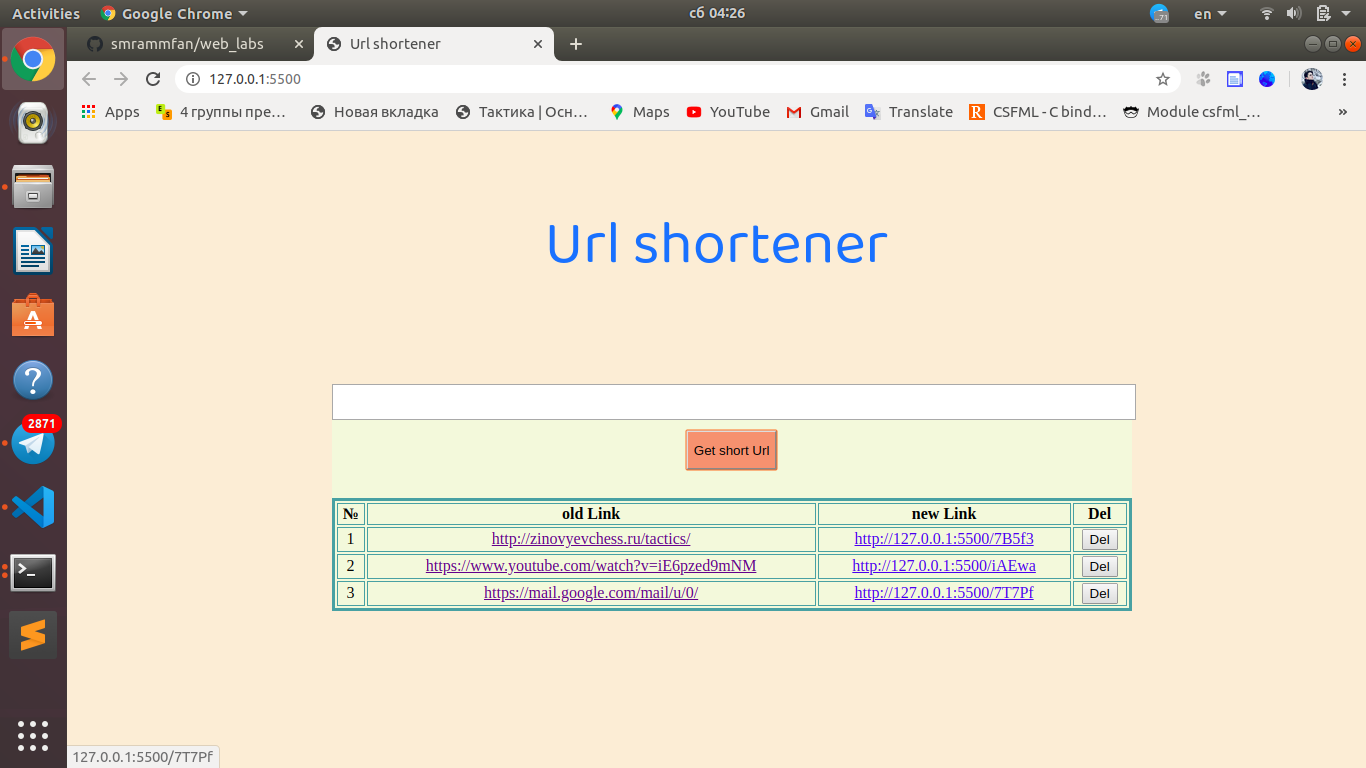 Activities Google Chrome сб 04:26 71 en
smrammfan/web_labs Url shortener
127.0.0.1:5500
Apps 4 группы пре… Новая вкладка Тактика | Осн… Maps YouTube Gmail Translate CSFML - C bind… Module csfml_… »
Url shortener
Get short Url
№ old Link new Link Del
1 http://zinovyevchess.ru/tactics/ http://127.0.0.1:5500/7B5f3 Del
2 https://www.youtube.com/watch?v=iE6pzed9mNM http://127.0.0.1:5500/iAEwa Del
3 https://mail.google.com/mail/u/0/ http://127.0.0.1:5500/7T7Pf Del
2871
127.0.0.1:5500/7T7Pf